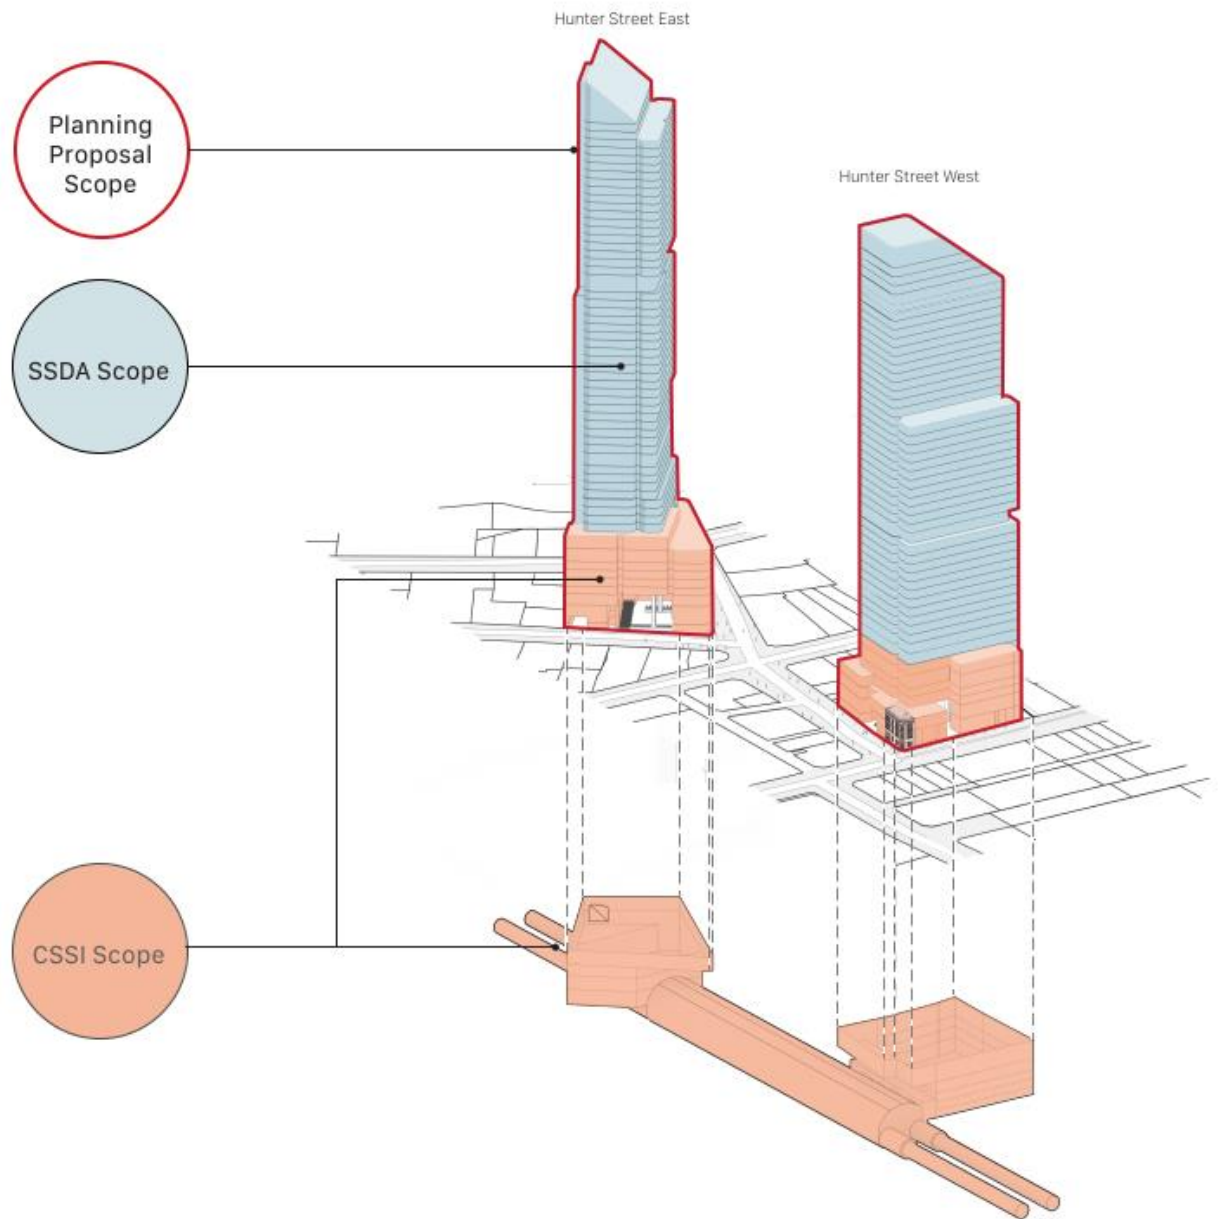 Hunter Street East
Planning
Proposal
Scope
Hunter Street West
SSDA Scope
CSSI Scope